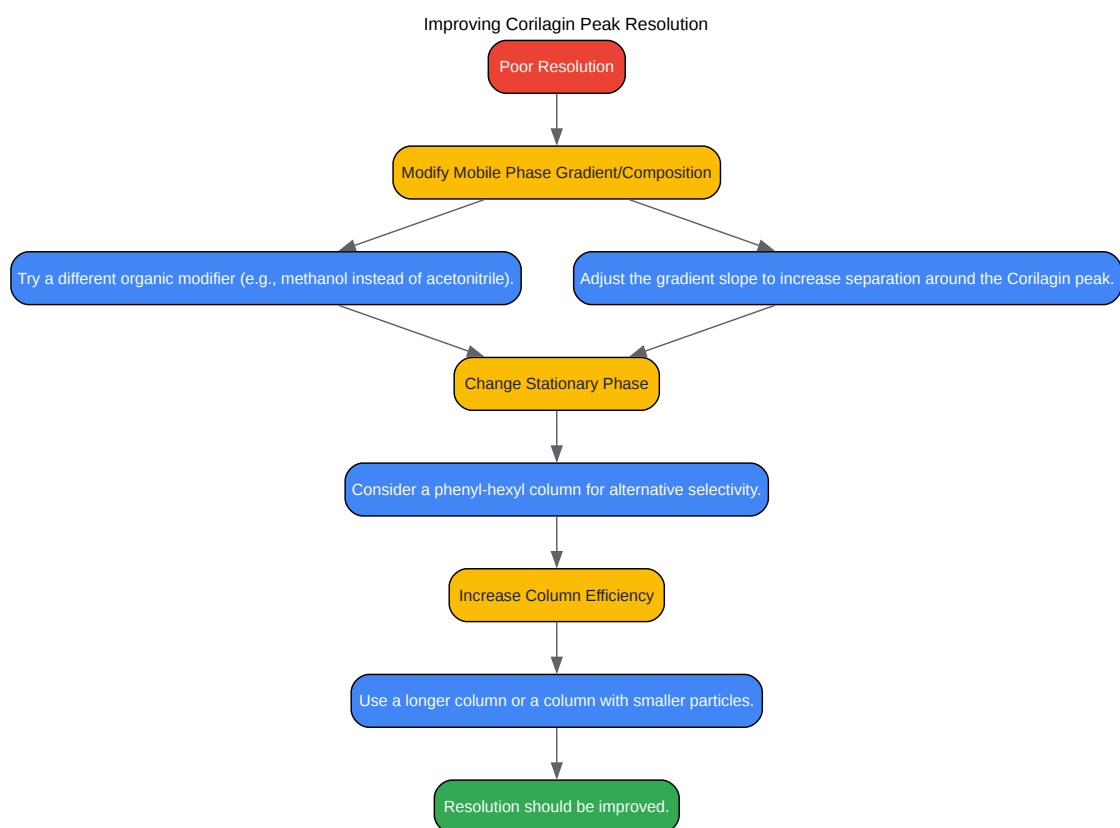 Improving Corilagin Peak Resolution
Poor Resolution
Modify Mobile Phase Gradient/Composition
Try a different organic modifier (e.g., methanol instead of acetonitrile).
Adjust the gradient slope to increase separation around the Corilagin peak.
Change Stationary Phase
Consider a phenyl-hexyl column for alternative selectivity.
Increase Column Efficiency
Use a longer column or a column with smaller particles.
Resolution should be improved.